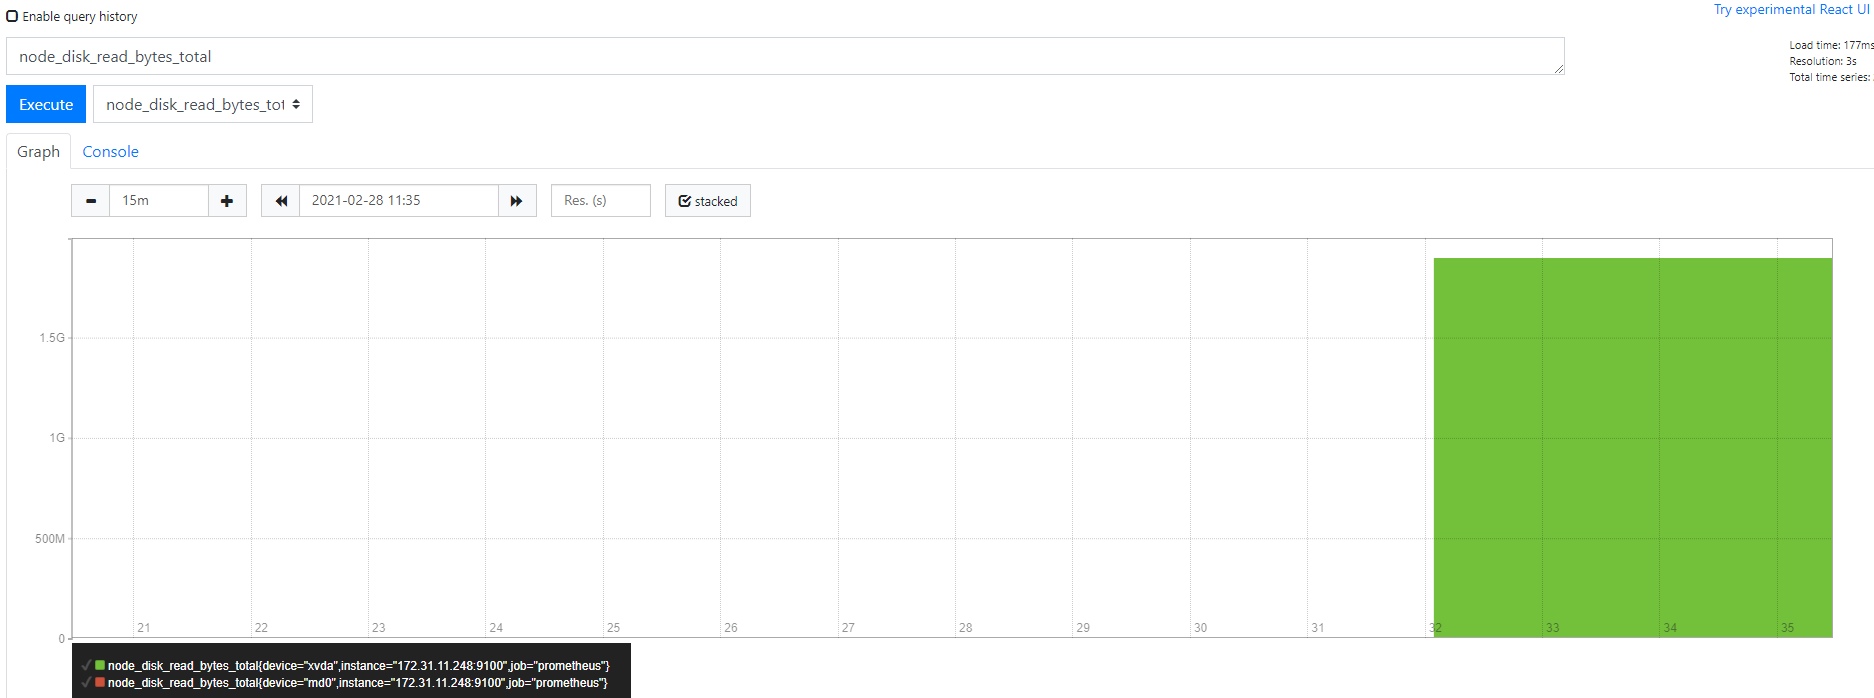 Enable query history
Try experimental React UI
node_disk_read_bytes_total
Load time: 177ms
Resolution: 3s
Total time series:
Execute
node_disk_read_bytes_tot
Graph
Console
15m
2021-02-28 11:35
Res. (s)
stacked
1.5G
1G
500M
0
21 22 23 24 25 26 27 28 29 30 31 32 33 34 35
node_disk_read_bytes_total{device="xvda",instance="172.31.11.248:9100",job="prometheus"}
node_disk_read_bytes_total{device="md0",instance="172.31.11.248:9100",job="prometheus"}